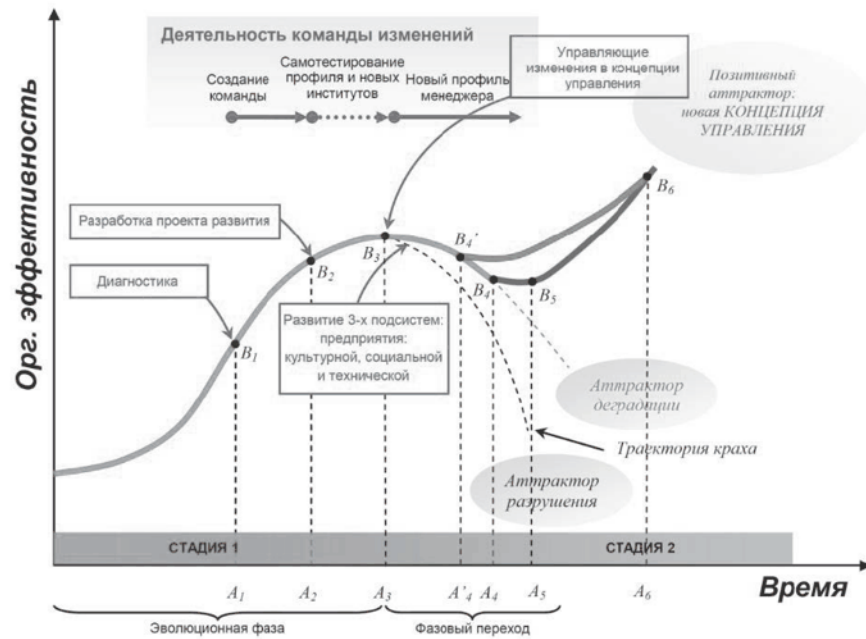 Деятельность команды изменений
Создание
команды
Самотестирование
профиля и новых
институтов
Новый профиль
менеджера
Управляющие
изменения в концепции
управления
Позитивный
аттрактор:
новая КОНЦЕПЦИЯ
УПРАВЛЕНИЯ
Орг. эффективность
Разработка проекта развития
Диагностика
Развитие 3-х подсистем:
предприятия:
культурной, социальной
и технической
B1
B2
B3
B4’
B4
B5
B6
Аттрактор
деградации
Траектория краха
Аттрактор
разрушения
СТАДИЯ 1
СТАДИЯ 2
A1
A2
A3
A’4
A4
A5
A6
Время
Эволюционная фаза
Фазовый переход